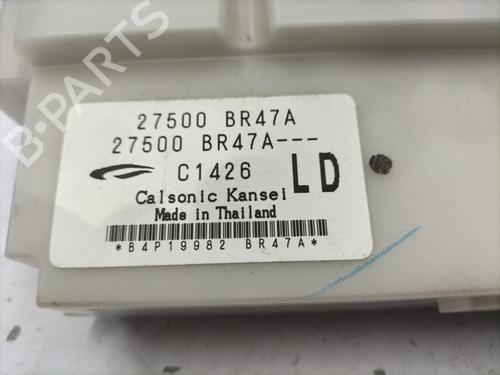 27500 BR47A
27500 BR47A---
C1426 LD
Calsonic Kansei
Made in Thailand
*B4P19982 BR47A*
B PARTS